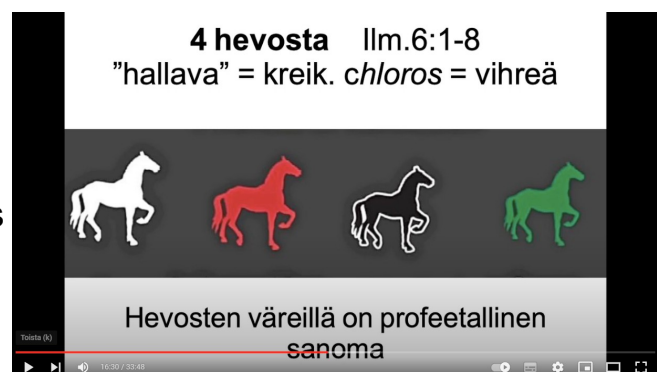 4 hevosta Ilm.6:1-8
"hallava" = kreik. chloros = vihreä
s
Hevosten väreillä on profeetallinen
sanoma
Toista (k)
16:30 / 33:48